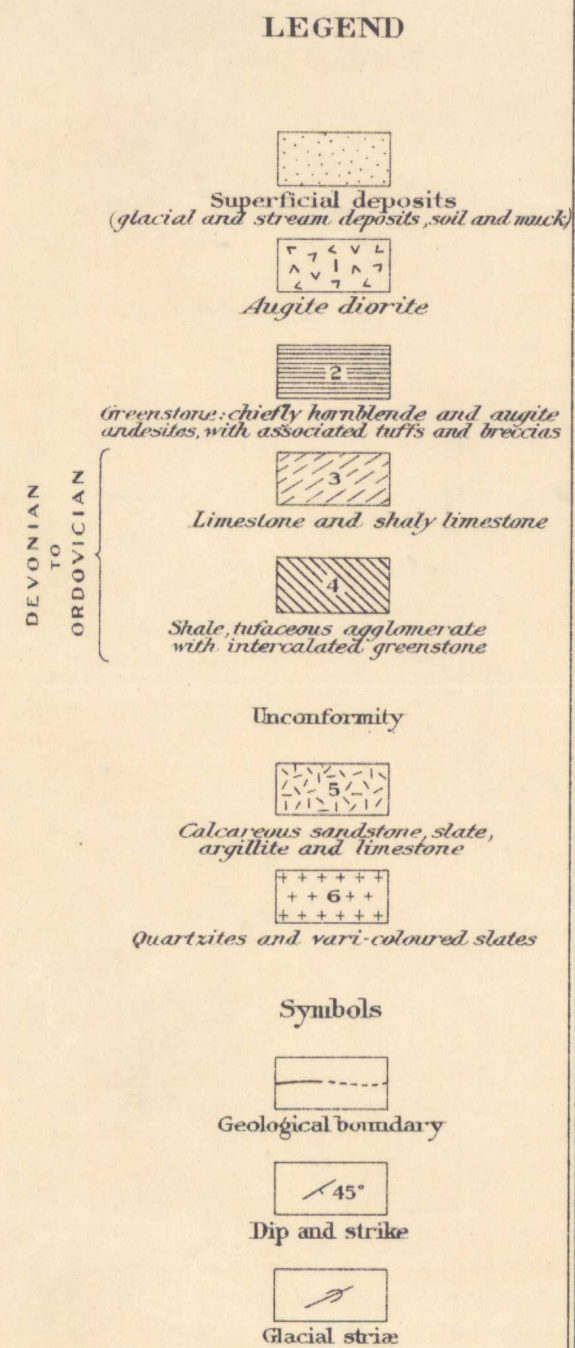 LEGEND
Superficial deposits
(glacial and stream deposits, soil and muck)
Augite diorite
2
Greenstone: chiefly hornblende and augite
andesites, with associated tuffs and breccias
DEVONIAN
TO
ORDOVICIAN
3
Limestone and shaly limestone
4
Shale, tufaceous agglomerate
with intercalated greenstone
Unconformity
5
Calcareous sandstone, slate,
argillite and limestone
6
Quartzites and vari-coloured slates
Symbols
Geological boundary
45°
Dip and strike
Glacial striæ